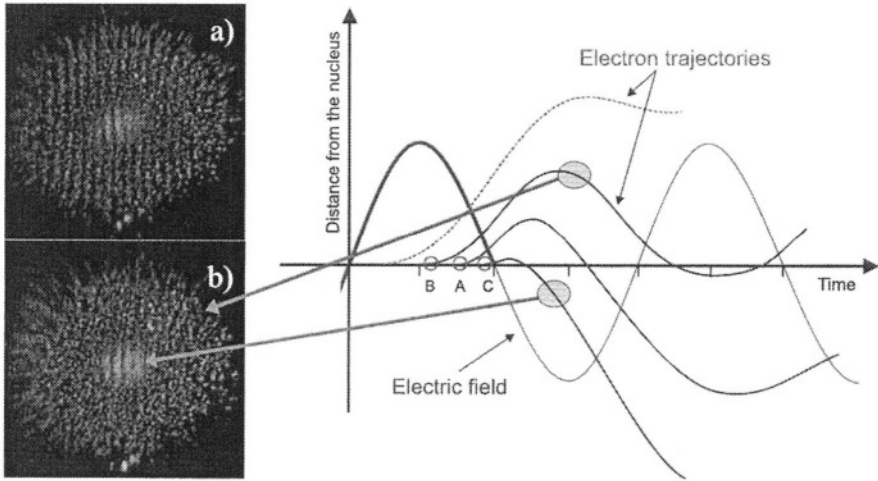 a)
b)
Distance from the nucleus
Electron trajectories
B
A
C
Time
Electric field